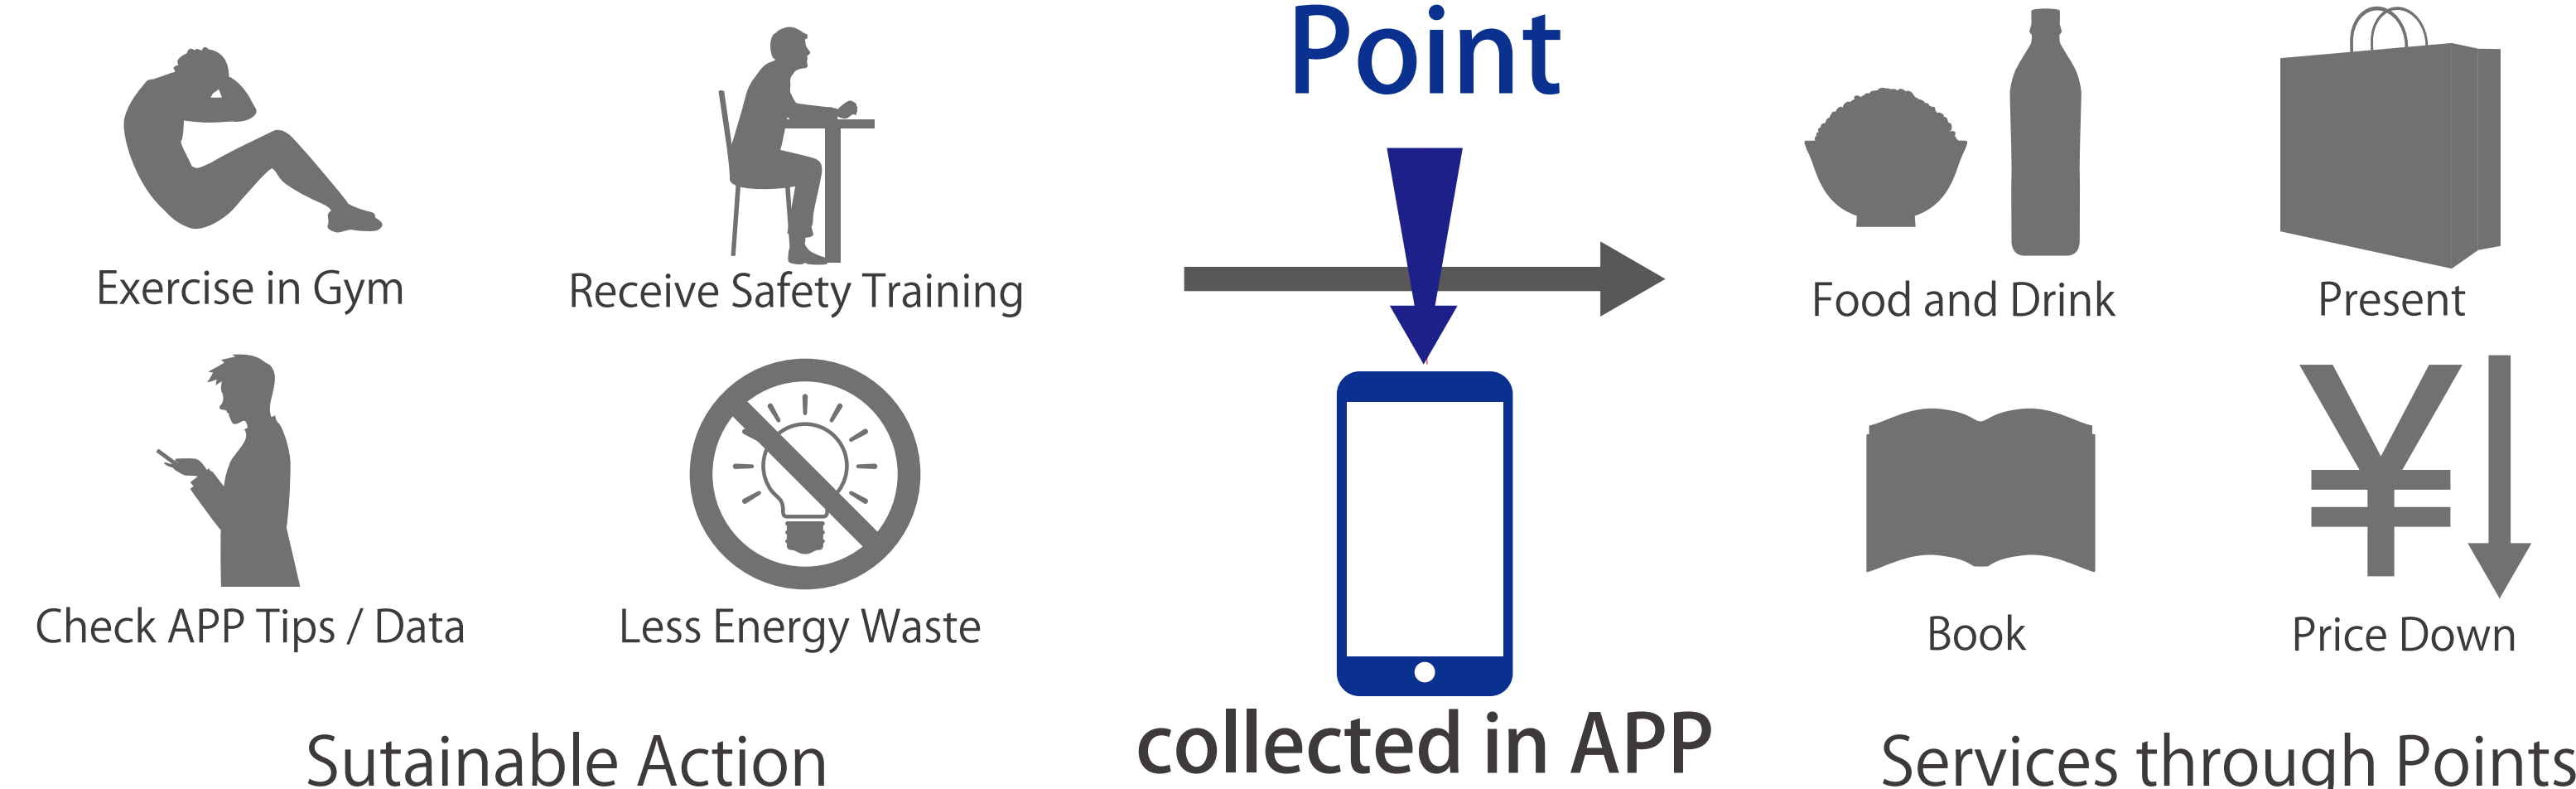 Exercise in Gym
Receive Safety Training
Check APP Tips / Data
Less Energy Waste
Sutainable Action
Point
collected in APP
Food and Drink
Present
Book
¥
Price Down
Services through Points